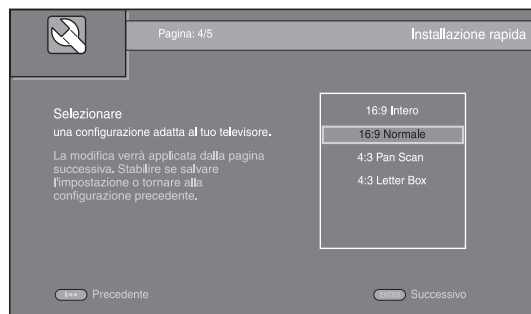 Pagina: 4/5
Installazione rapida
Selezionare
una configurazione adatta al tuo televisore.
La modifica verrà applicata dalla pagina
successiva. Stabilire se salvare
l'impostazione o tornare alla
configurazione precedente.
16:9 Intero
16:9 Normale
4:3 Pan Scan
4:3 Letter Box
Precedente
ENTER Successivo